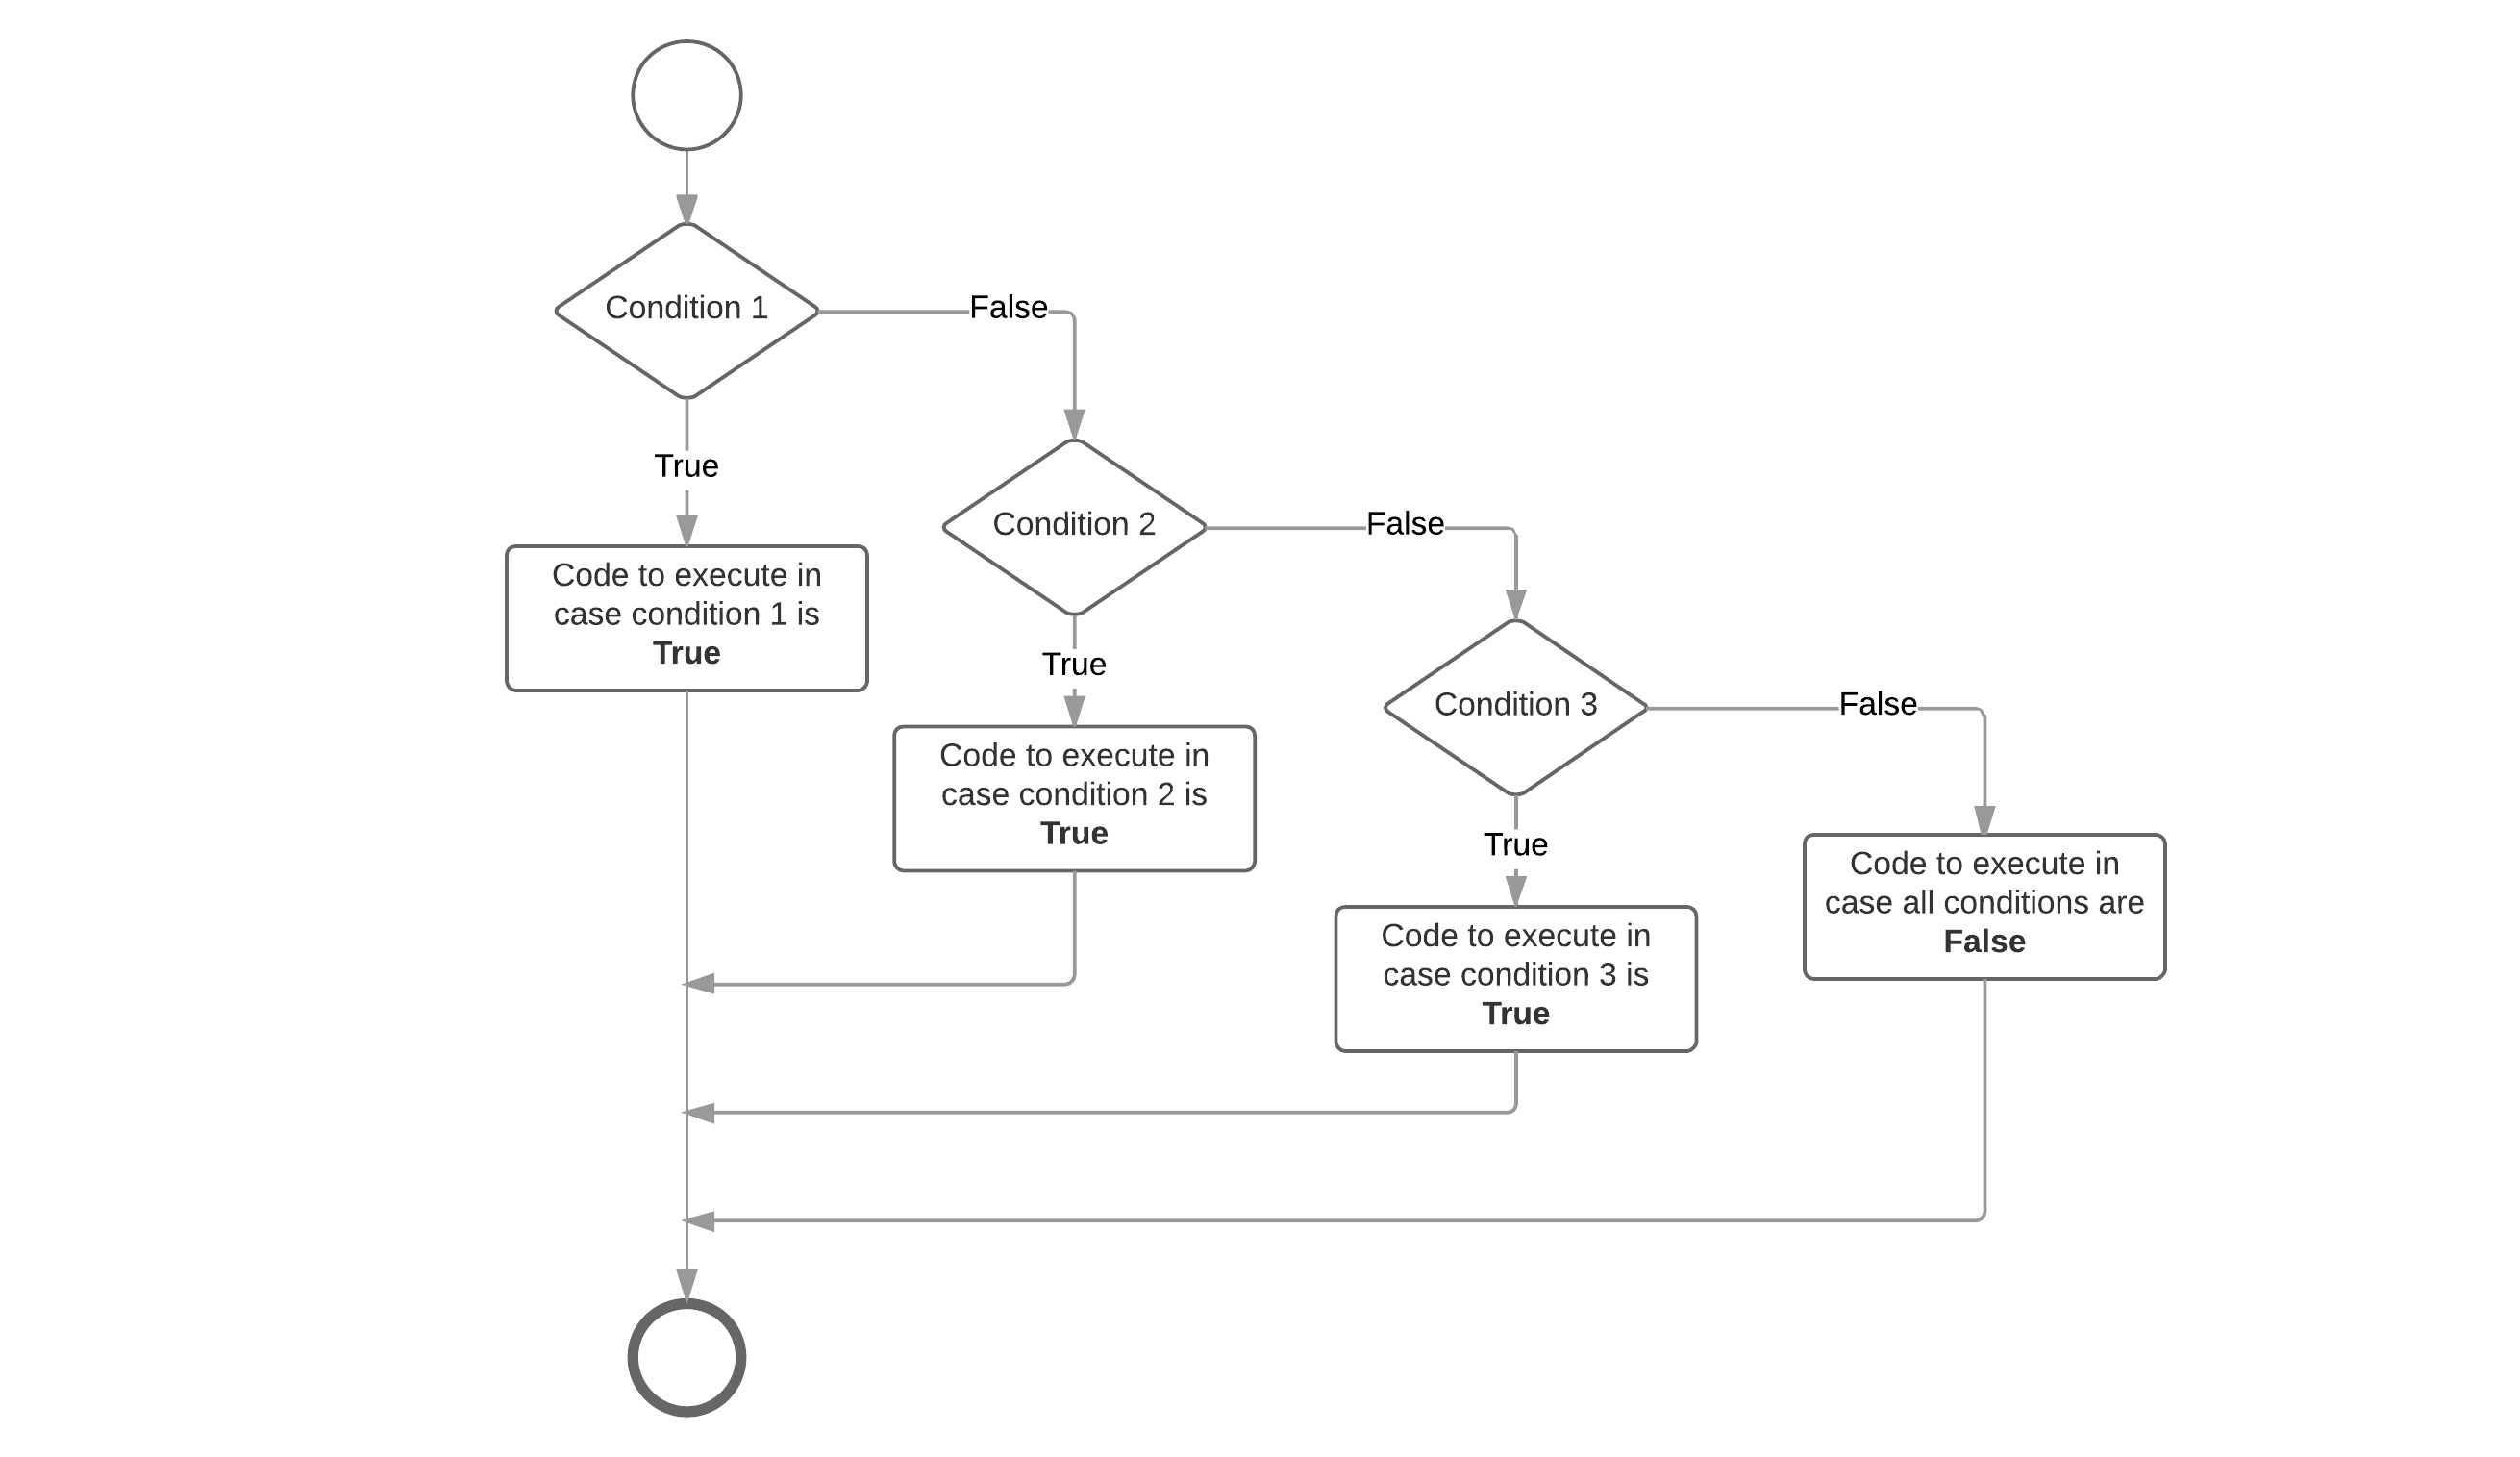 Condition 1
False
True
Code to execute in
case condition 1 is
True
Condition 2
False
True
Code to execute in
case condition 2 is
True
Condition 3
False
True
Code to execute in
case condition 3 is
True
Code to execute in
case all conditions are
False